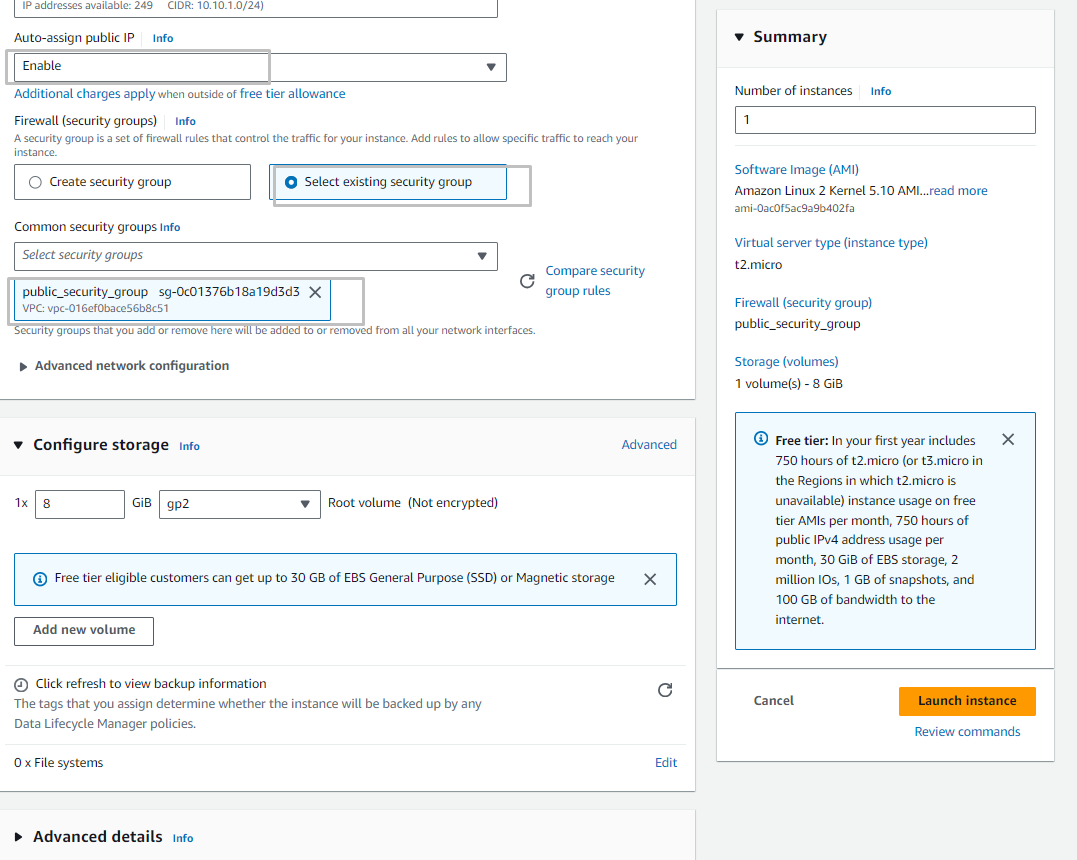 IP addresses available: 249 CIDR: 10.10.1.0/24)
Auto-assign public IP Info
Enable
Additional charges apply when outside of free tier allowance
Firewall (security groups) Info
A security group is a set of firewall rules that control the traffic for your instance. Add rules to allow specific traffic to reach your
instance.
Create security group
Select existing security group
Common security groups Info
Select security groups
Compare security
group rules
public_security_group sg-0c01376b18a19d3d3
VPC: vpc-016ef0bace56b8c51
Security groups that you add or remove here will be added to or removed from all your network interfaces.
Advanced network configuration
Configure storage Info
Advanced
1x 8 GiB gp2 Root volume (Not encrypted)
Free tier eligible customers can get up to 30 GB of EBS General Purpose (SSD) or Magnetic storage
Add new volume
Click refresh to view backup information
The tags that you assign determine whether the instance will be backed up by any
Data Lifecycle Manager policies.
0 x File systems
Edit
Advanced details Info
Summary
Number of instances Info
1
Software Image (AMI)
Amazon Linux 2 Kernel 5.10 AMI...read more
ami-0ac0f5ac9a9b402fa
Virtual server type (instance type)
t2.micro
Firewall (security group)
public_security_group
Storage (volumes)
1 volume(s) - 8 GiB
Free tier: In your first year includes
750 hours of t2.micro (or t3.micro in
the Regions in which t2.micro is
unavailable) instance usage on free
tier AMIs per month, 750 hours of
public IPv4 address usage per
month, 30 GiB of EBS storage, 2
million IOs, 1 GB of snapshots, and
100 GB of bandwidth to the
internet.
Cancel
Launch instance
Review commands